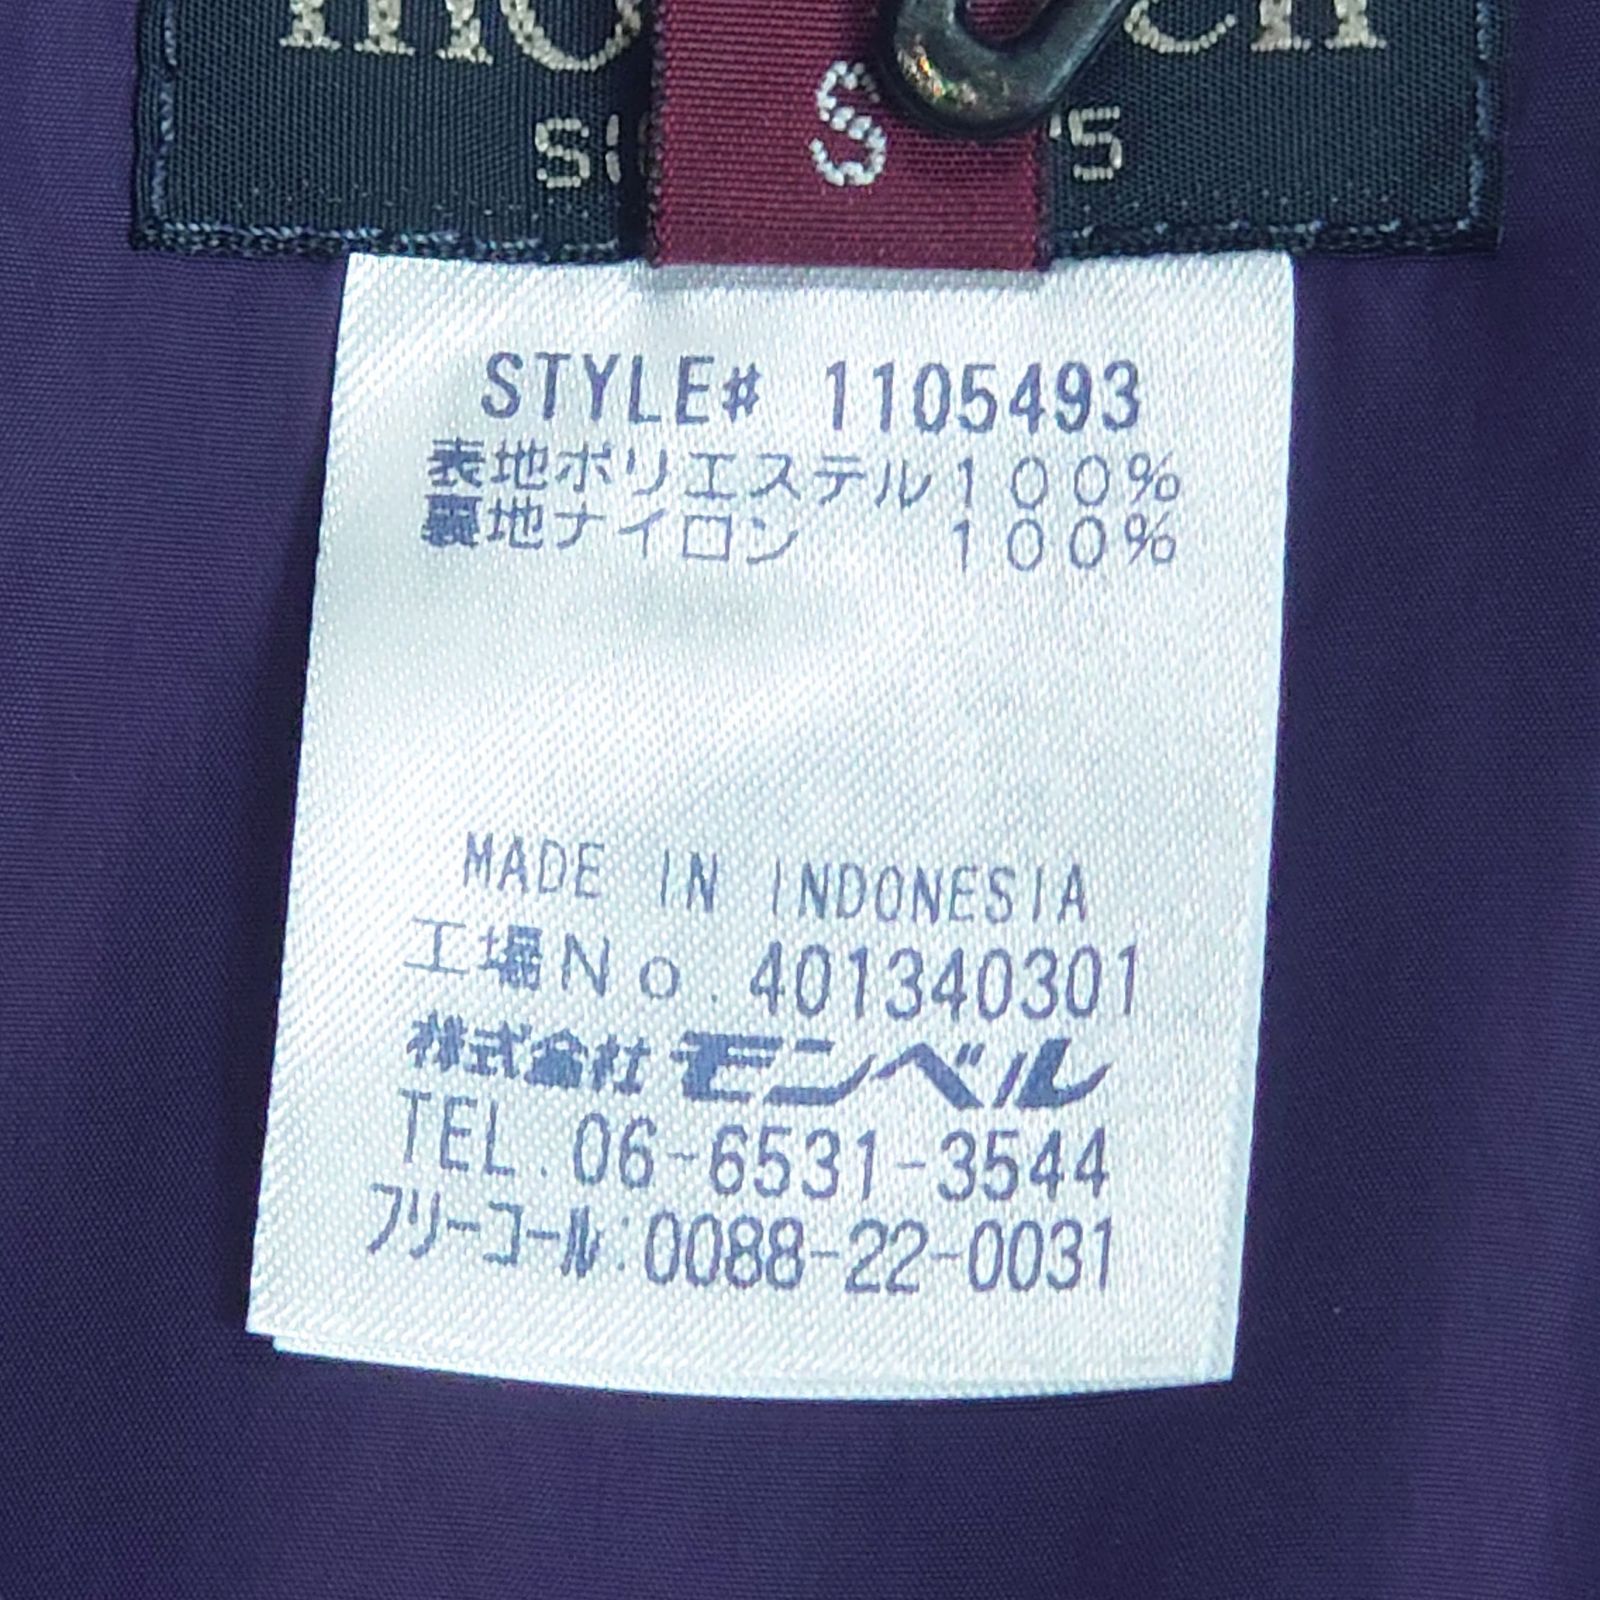 S
STYLE# 1105493
表地ポリエステル100%
裏地ナイロン 100%
MADE IN INDONESIA
工場No.401340301
株式会社モンベル
TEL.06-6531-3544
フリーコール:0088-22-0031